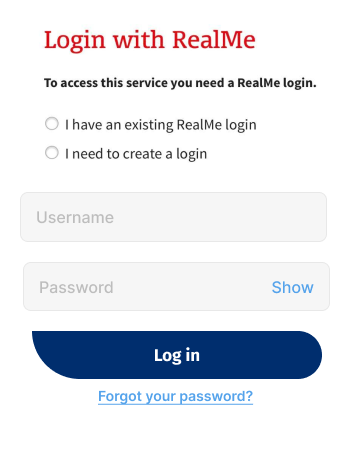 Login with RealMe
To access this service you need a RealMe login.
I have an existing RealMe login
I need to create a login
Username
Password Show
Log in
Forgot your password?